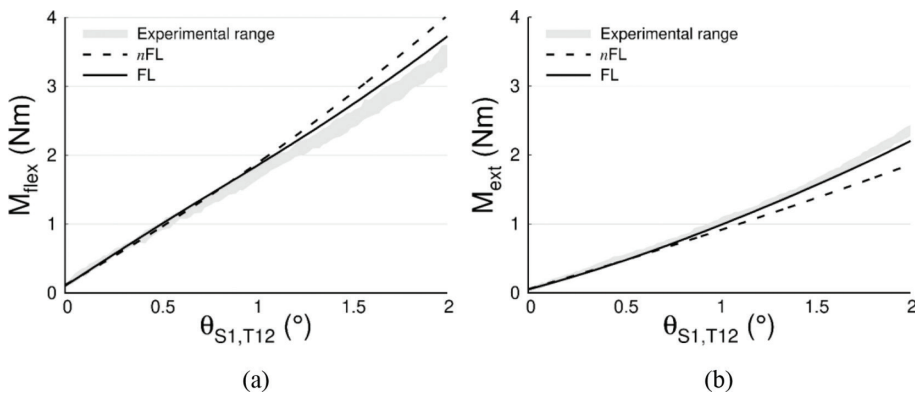 4
3
2
1
0
M_flex (Nm)
Experimental range
nFL
FL
0 0.5 1 1.5 2
θ_S1,T12 (°)
(a)
4
3
2
1
0
M_ext (Nm)
Experimental range
nFL
FL
0 0.5 1 1.5 2
θ_S1,T12 (°)
(b)